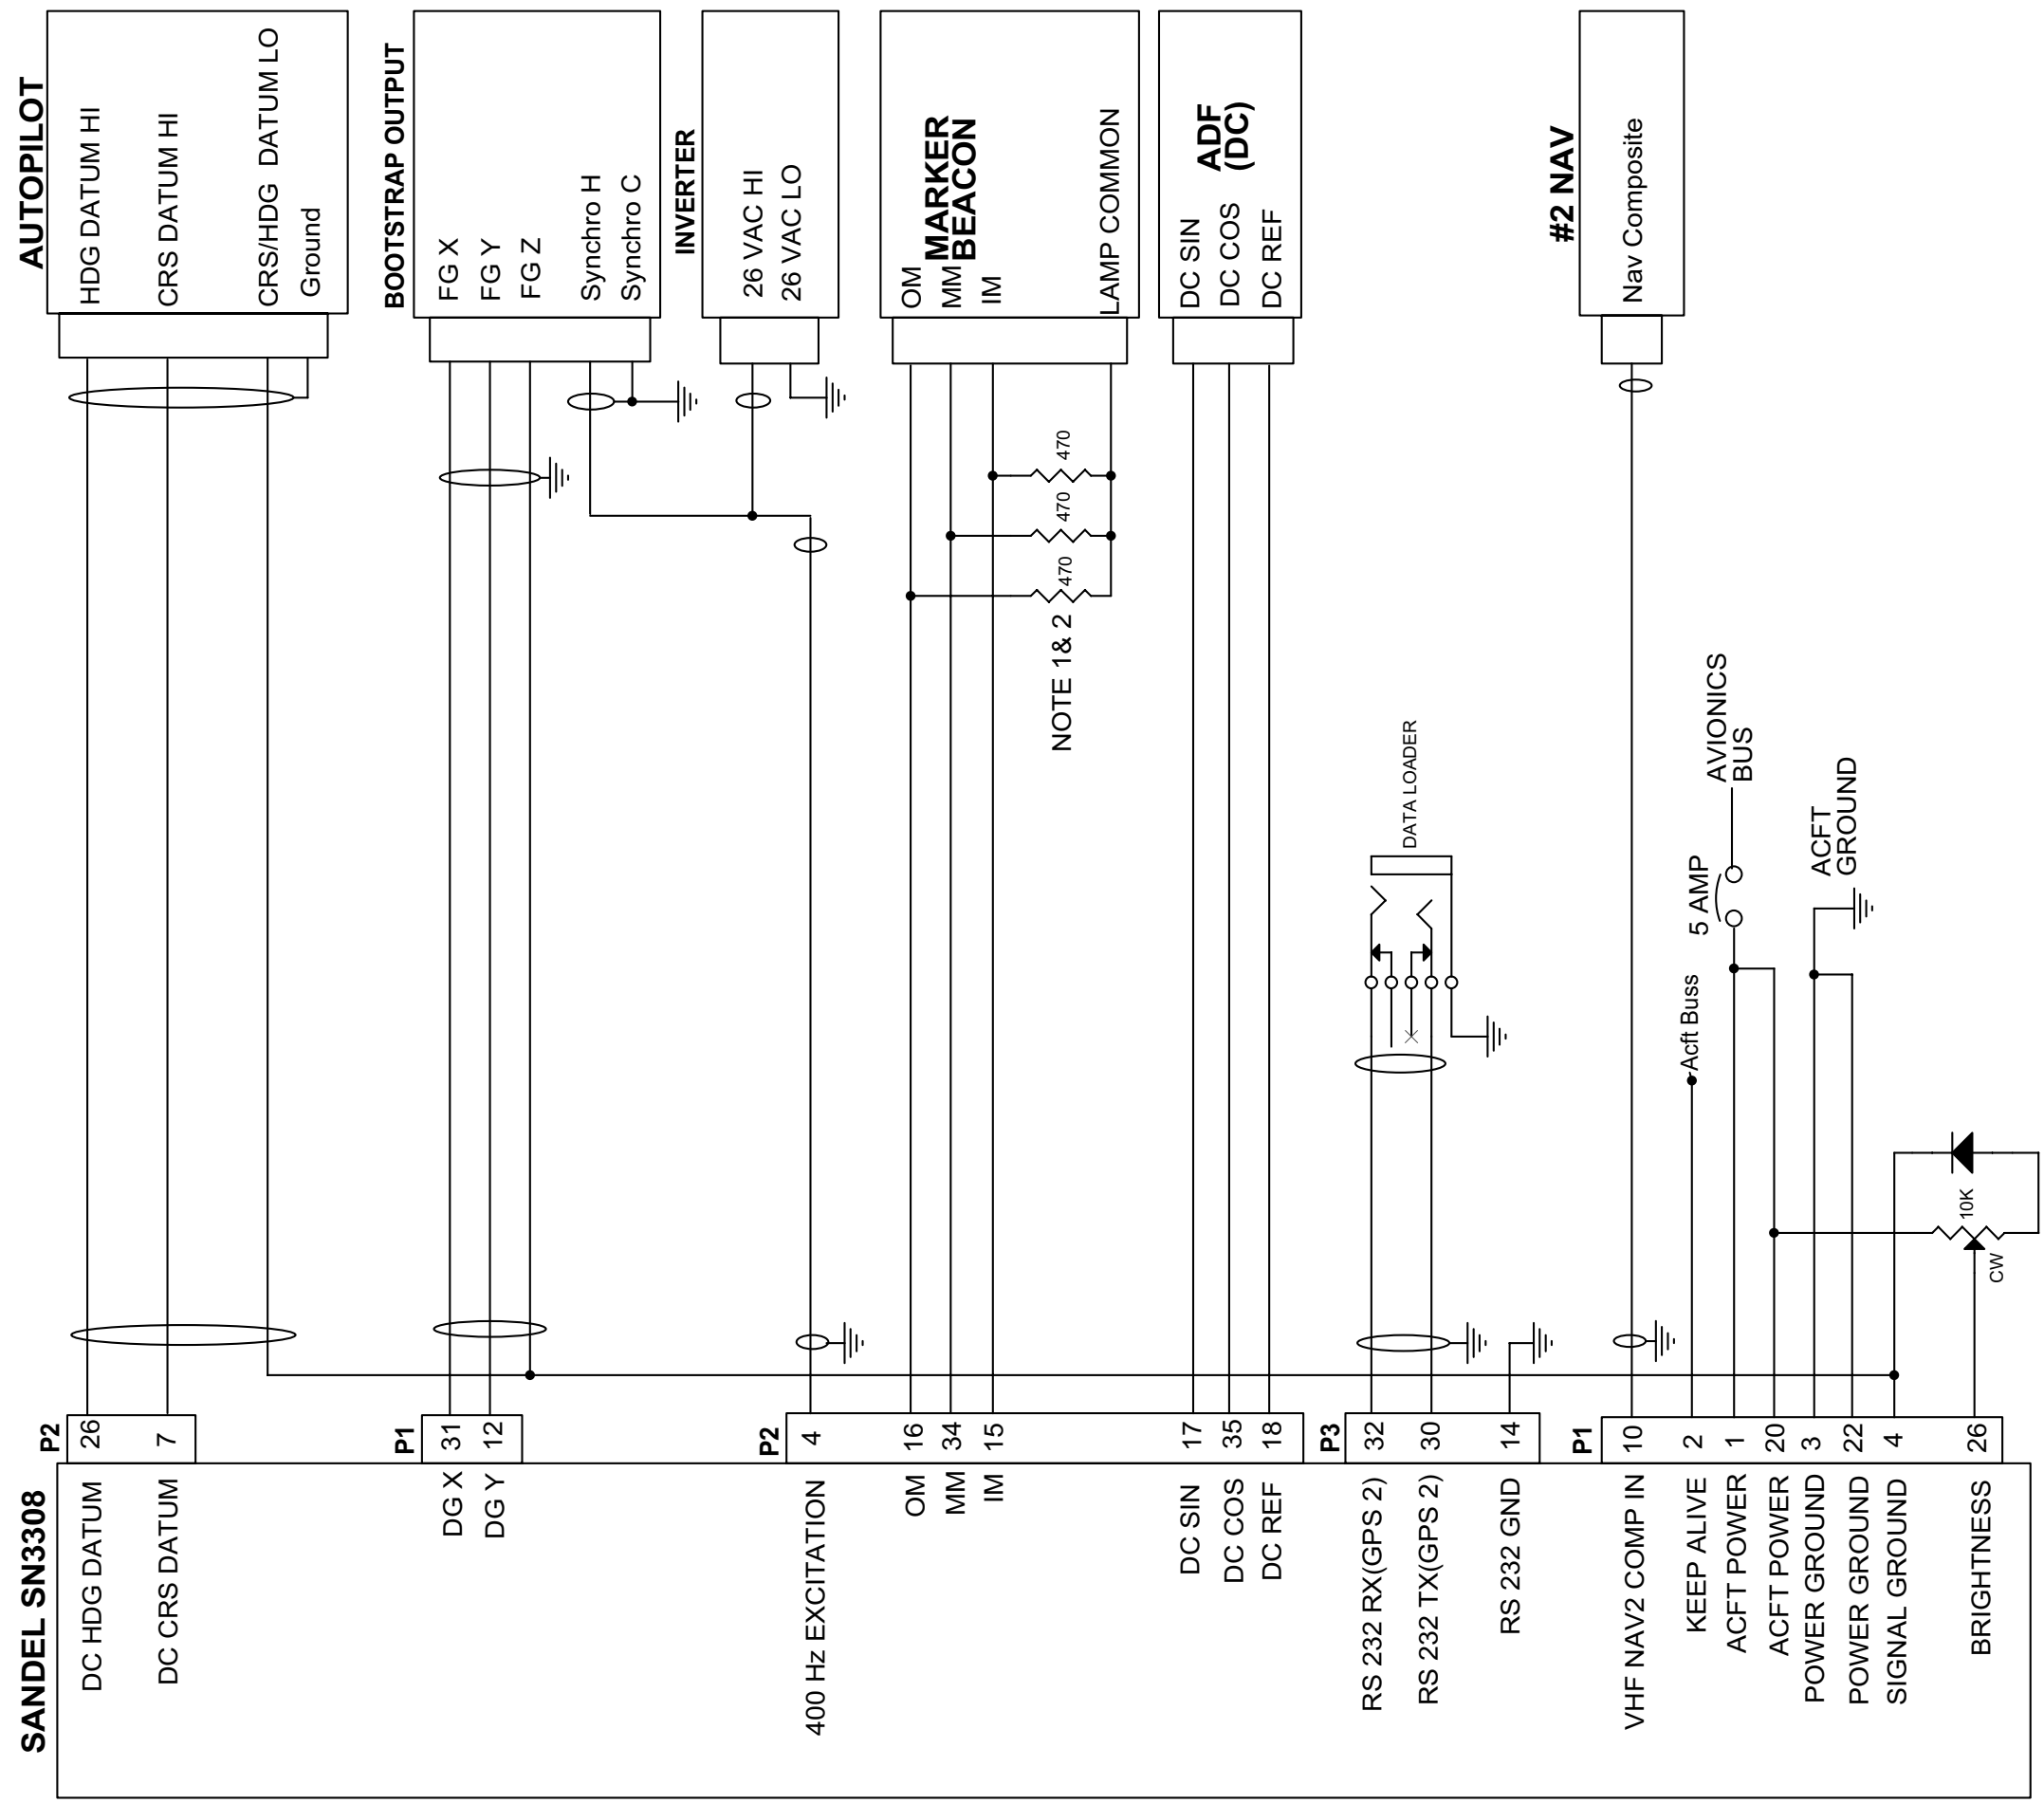 SANDEL SN3308
P2
DC HDG DATUM
26
DC CRS DATUM
7
P1
DG X
31
DG Y
12
P2
400 Hz EXCITATION
4
OM
16
MM
34
IM
15
DC SIN
17
DC COS
35
DC REF
18
P3
RS 232 RX(GPS 2)
32
RS 232 TX(GPS 2)
30
RS 232 GND
14
P1
VHF NAV2 COMP IN
10
KEEP ALIVE
2
ACFT POWER
1
ACFT POWER
20
POWER GROUND
3
POWER GROUND
22
SIGNAL GROUND
4
BRIGHTNESS
26
AUTOPILOT
HDG DATUM HI
CRS DATUM HI
CRS/HDG DATUM LO
Ground
BOOTSTRAP OUTPUT
FG X
FG Y
FG Z
Synchro H
Synchro C
INVERTER
26 VAC HI
26 VAC LO
MARKER
BEACON
OM
MM
IM
LAMP COMMON
470
470
470
NOTE 1& 2
ADF
(DC)
DC SIN
DC COS
DC REF
DATA LOADER
#2 NAV
Nav Composite
Acft Buss
5 AMP
AVIONICS
BUS
ACFT
GROUND
10K
CW